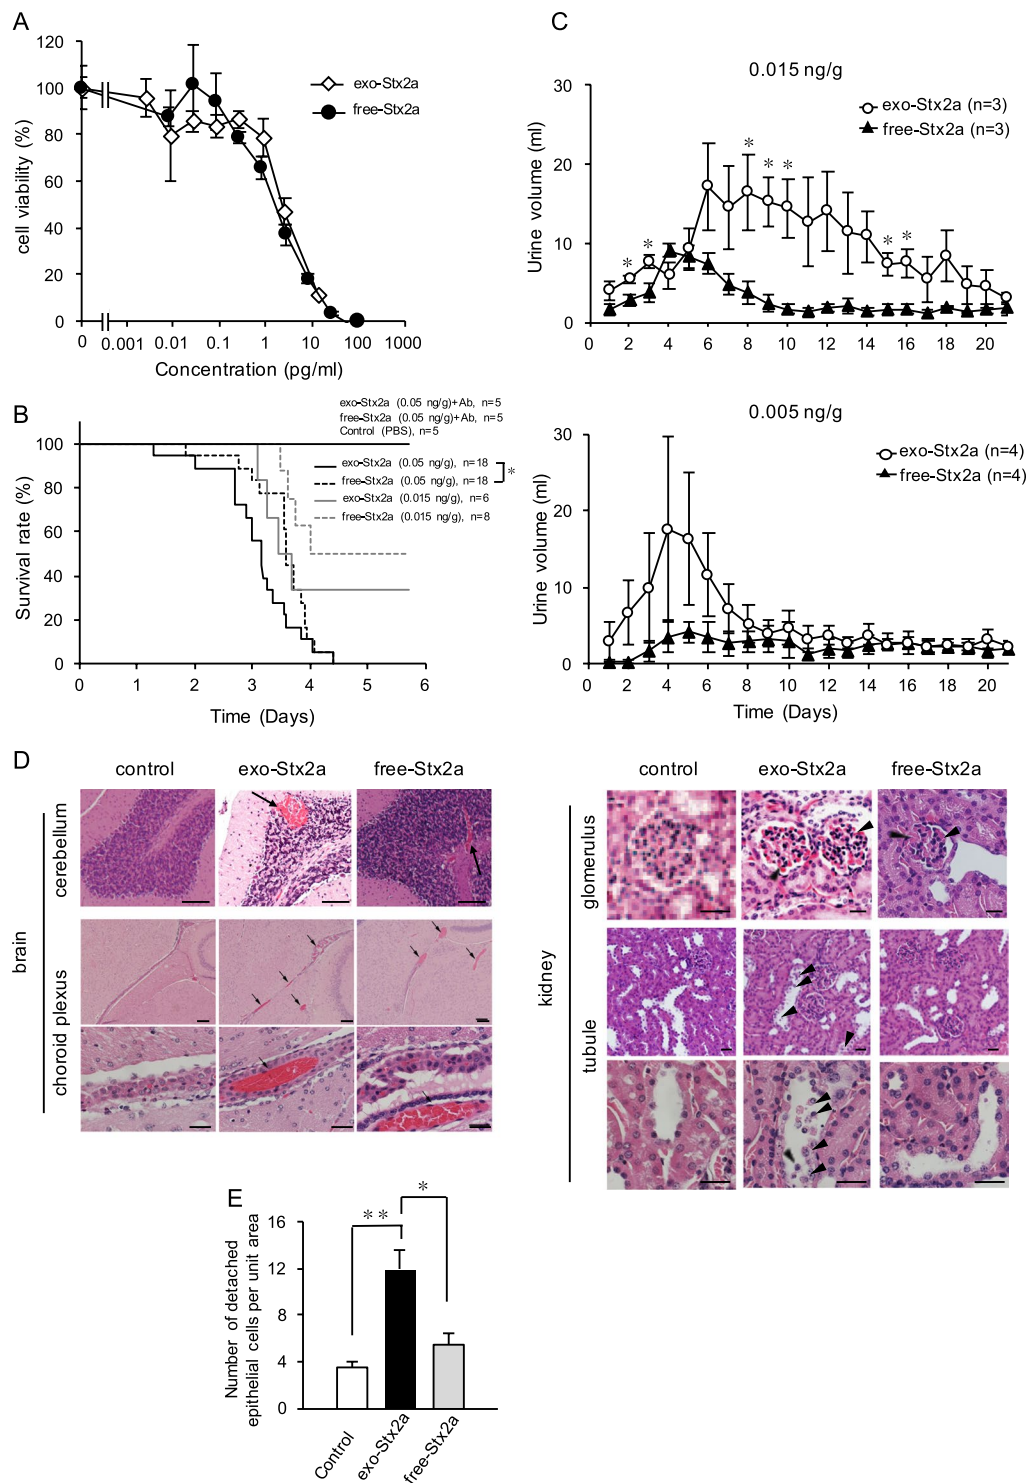 A
120
100
80
60
40
20
0
cell viability (%)
exo-Stx2a
free-Stx2a
0 0.001 0.01 0.1 1 10 100 1000
Concentration (pg/ml)
B
exo-Stx2a (0.05 ng/g)+Ab, n=5
free-Stx2a (0.05 ng/g)+Ab, n=5
Control (PBS), n=5
exo-Stx2a (0.05 ng/g), n=18
free-Stx2a (0.05 ng/g), n=18
*
exo-Stx2a (0.015 ng/g), n=6
free-Stx2a (0.015 ng/g), n=8
100
80
60
40
20
0
Survival rate (%)
0 1 2 3 4 5 6
Time (Days)
C
0.015 ng/g
exo-Stx2a (n=3)
free-Stx2a (n=3)
30
20
10
0
Urine volume (ml)
* * * * * * *
0 2 4 6 8 10 12 14 16 18 20
0.005 ng/g
exo-Stx2a (n=4)
free-Stx2a (n=4)
30
20
10
0
Urine volume (ml)
0 2 4 6 8 10 12 14 16 18 20
Time (Days)
D
control exo-Stx2a free-Stx2a
brain
cerebellum
choroid plexus
control exo-Stx2a free-Stx2a
kidney
glomerulus
tubule
E
16
12
8
4
0
Number of detached
epithelial cells per unit area
**
*
Control
exo-Stx2a
free-Stx2a